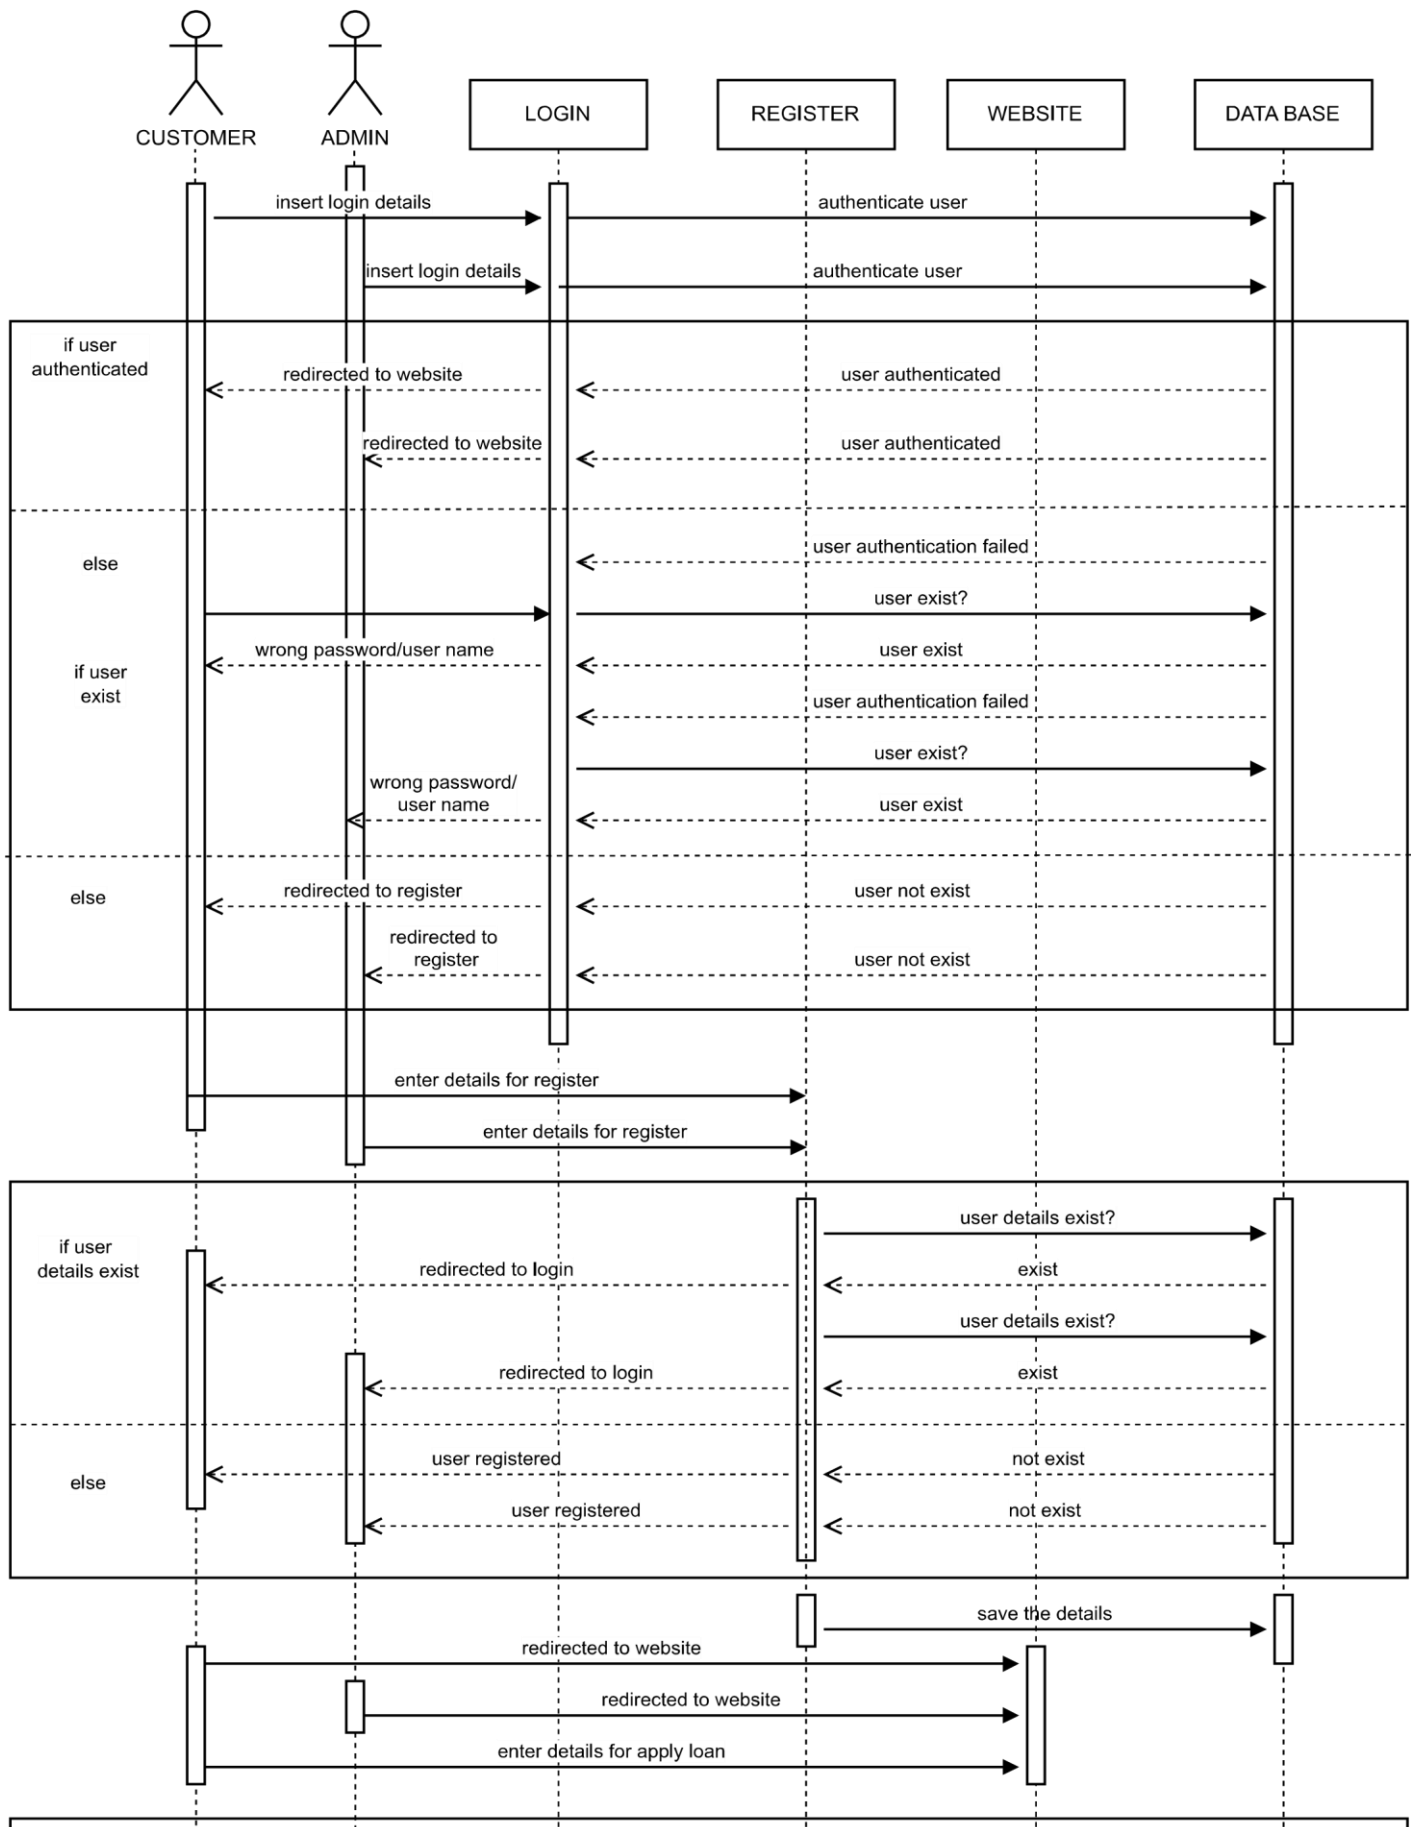 CUSTOMER
ADMIN
LOGIN
REGISTER
WEBSITE
DATA BASE
insert login details
authenticate user
insert login details
authenticate user
if user
authenticated
redirected to website
user authenticated
redirected to website
user authenticated
else
user authentication failed
user exist?
if user
exist
wrong password/user name
user exist
user authentication failed
user exist?
wrong password/
user name
user exist
else
redirected to register
user not exist
redirected to
register
user not exist
enter details for register
enter details for register
if user
details exist
user details exist?
redirected to login
exist
user details exist?
redirected to login
exist
else
user registered
not exist
user registered
not exist
save the details
redirected to website
redirected to website
enter details for apply loan